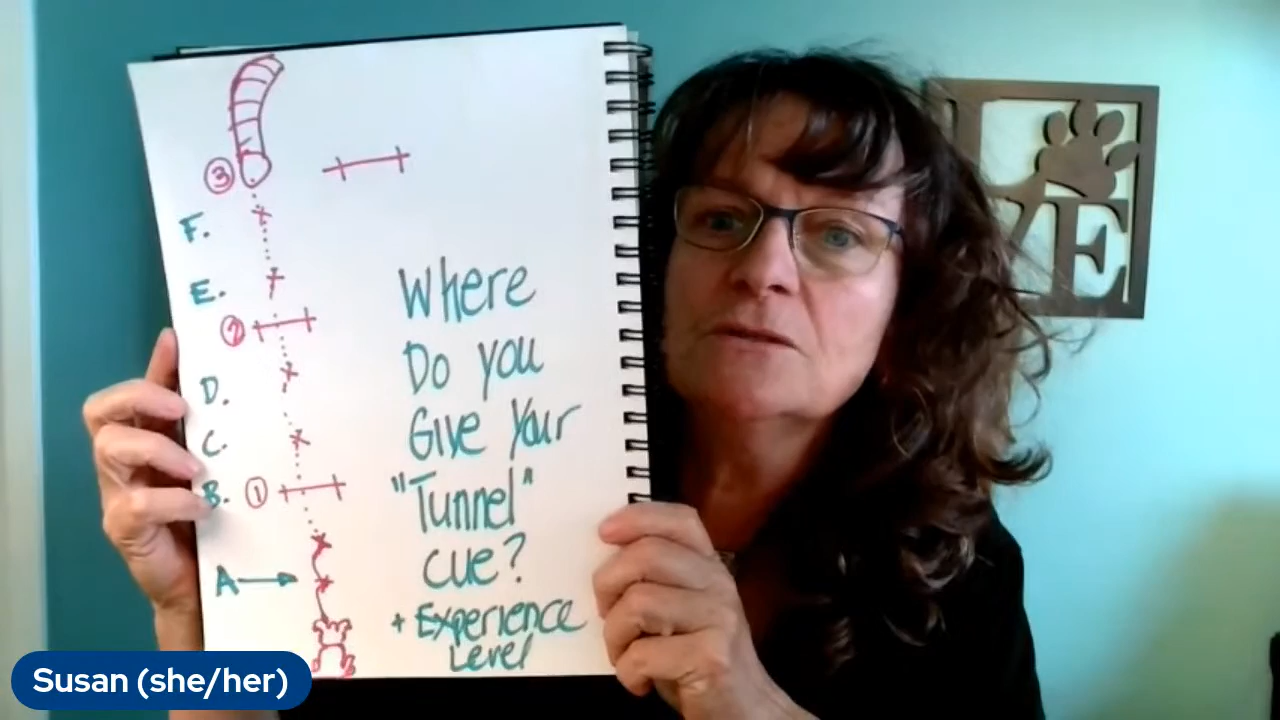 3
F.
E.
2
D.
C.
B. 1
A
Where
Do you
Give Your
"Tunnel"
cue?
+ Experience
Level
Susan (she/her)